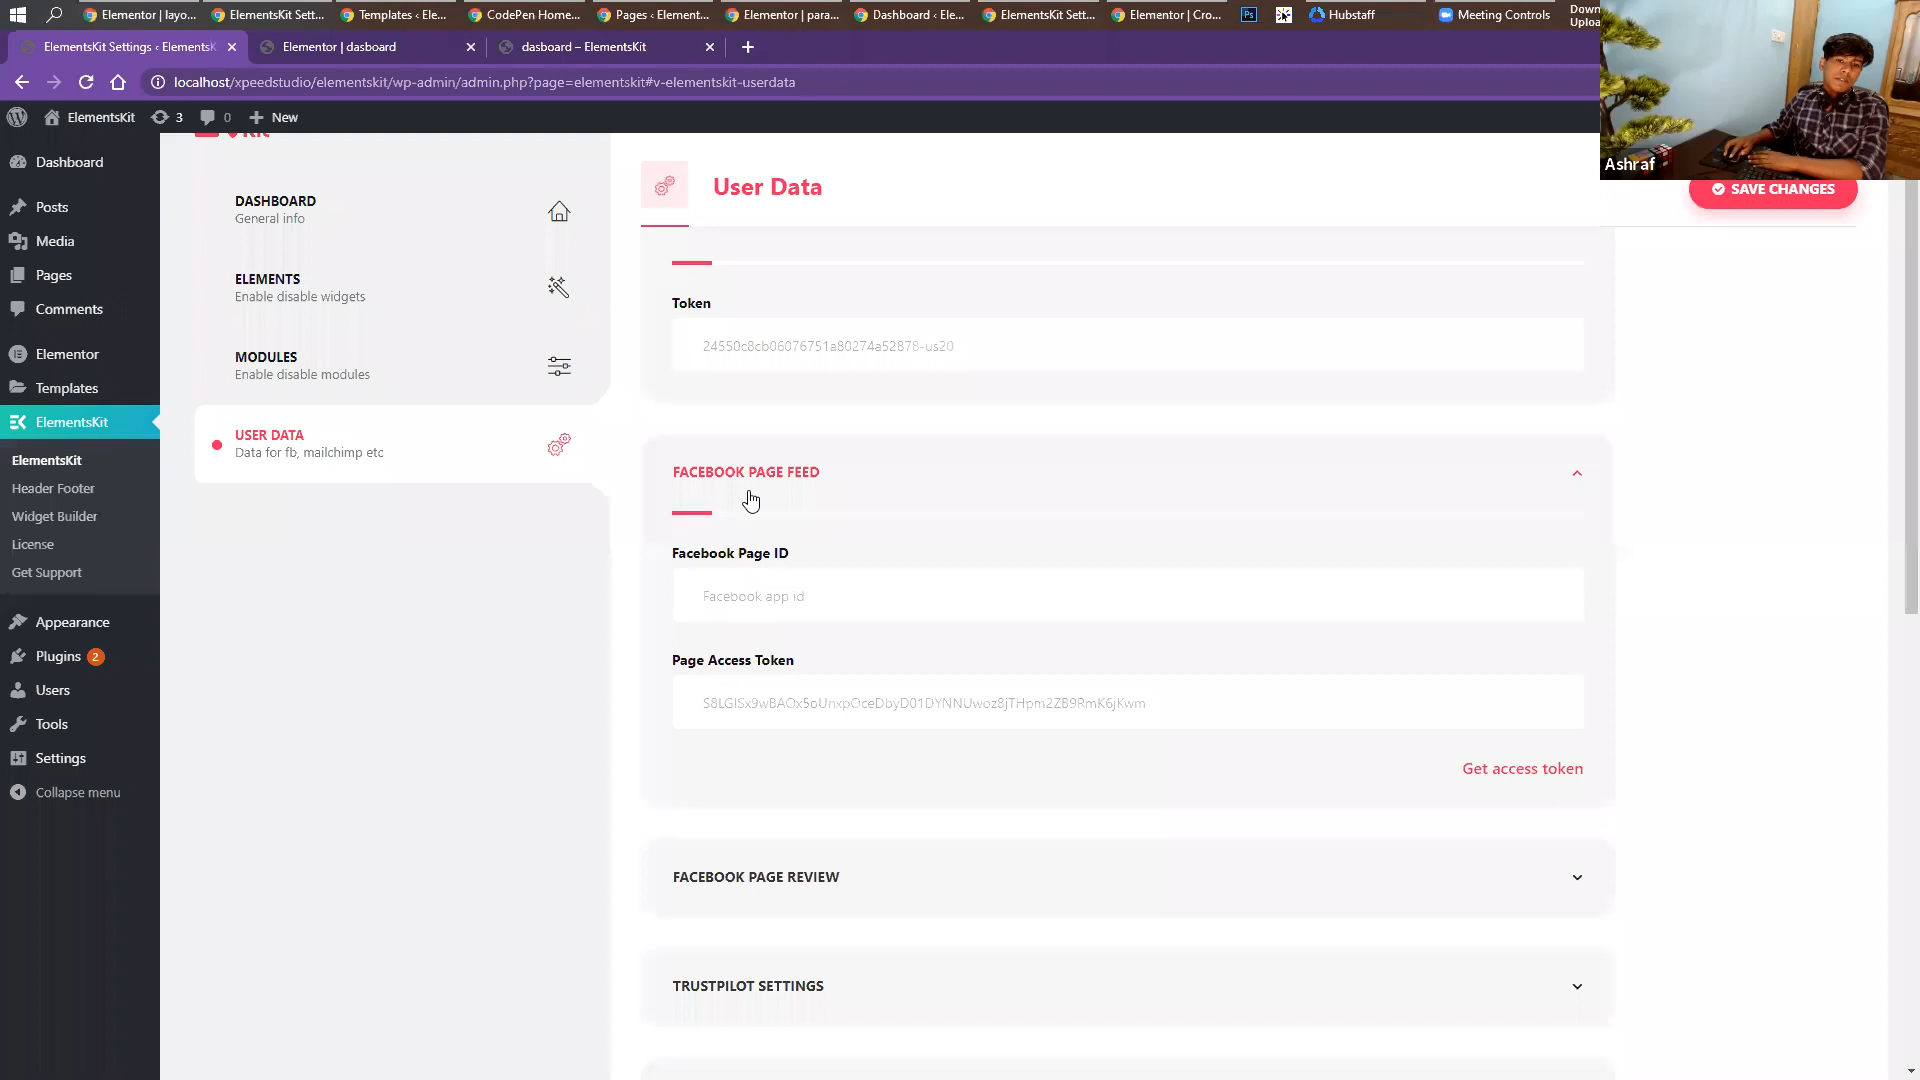 Elementor | layo...
ElementsKit Sett...
Templates ‹ Ele...
CodePen Home...
Pages ‹ Element...
Elementor | para...
Dashboard ‹ Ele...
ElementsKit Sett...
Elementor | Cro...
Ps
Hubstaff
Meeting Controls
Down
Uploa
ElementsKit Settings ‹ ElementsK
Elementor | dasboard
dasboard – ElementsKit
localhost/xpeedstudio/elementskit/wp-admin/admin.php?page=elementskit#v-elementskit-userdata
ElementsKit
3
0
New
Ashraf
Dashboard
Posts
Media
Pages
Comments
Elementor
Templates
ElementsKit
ElementsKit
Header Footer
Widget Builder
License
Get Support
Appearance
Plugins 2
Users
Tools
Settings
Collapse menu
DASHBOARD
General info
ELEMENTS
Enable disable widgets
MODULES
Enable disable modules
USER DATA
Data for fb, mailchimp etc
User Data
SAVE CHANGES
Token
24550c8cb06076751a80274a52878-us20
FACEBOOK PAGE FEED
Facebook Page ID
Facebook app id
Page Access Token
S8LGISx9wBAOx5oUnxpOceDbyD01DYNNUwoz8jTHpm2ZB9RmK6jKwm
Get access token
FACEBOOK PAGE REVIEW
TRUSTPILOT SETTINGS